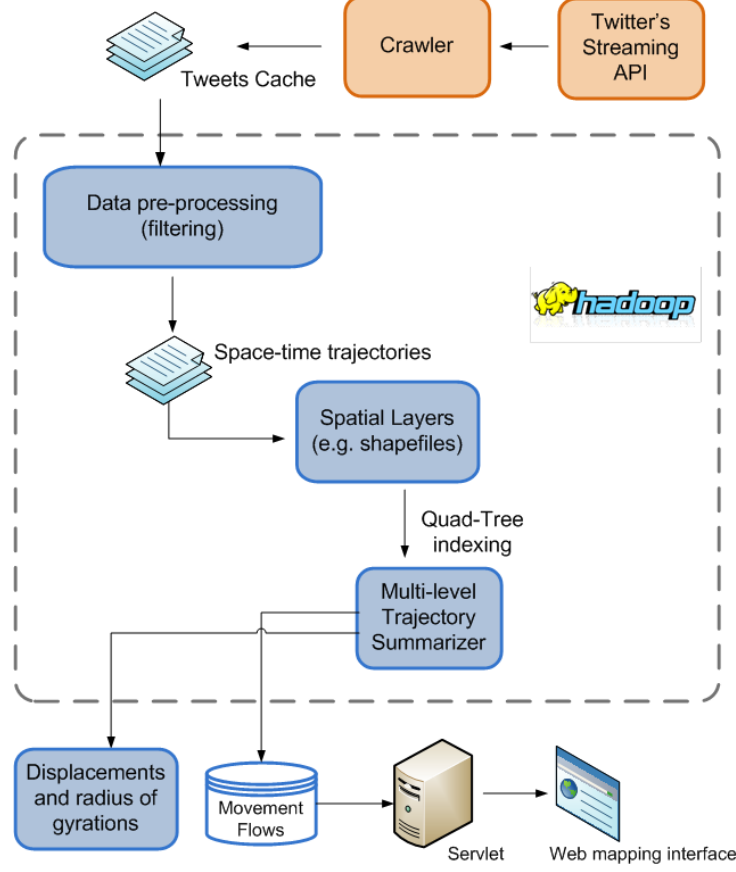 Twitter's
Streaming
API
Crawler
Tweets Cache
Data pre-processing
(filtering)
hadoop
Space-time trajectories
Spatial Layers
(e.g. shapefiles)
Quad-Tree
indexing
Multi-level
Trajectory
Summarizer
Displacements
and radius of
gyrations
Movement
Flows
Servlet
Web mapping interface